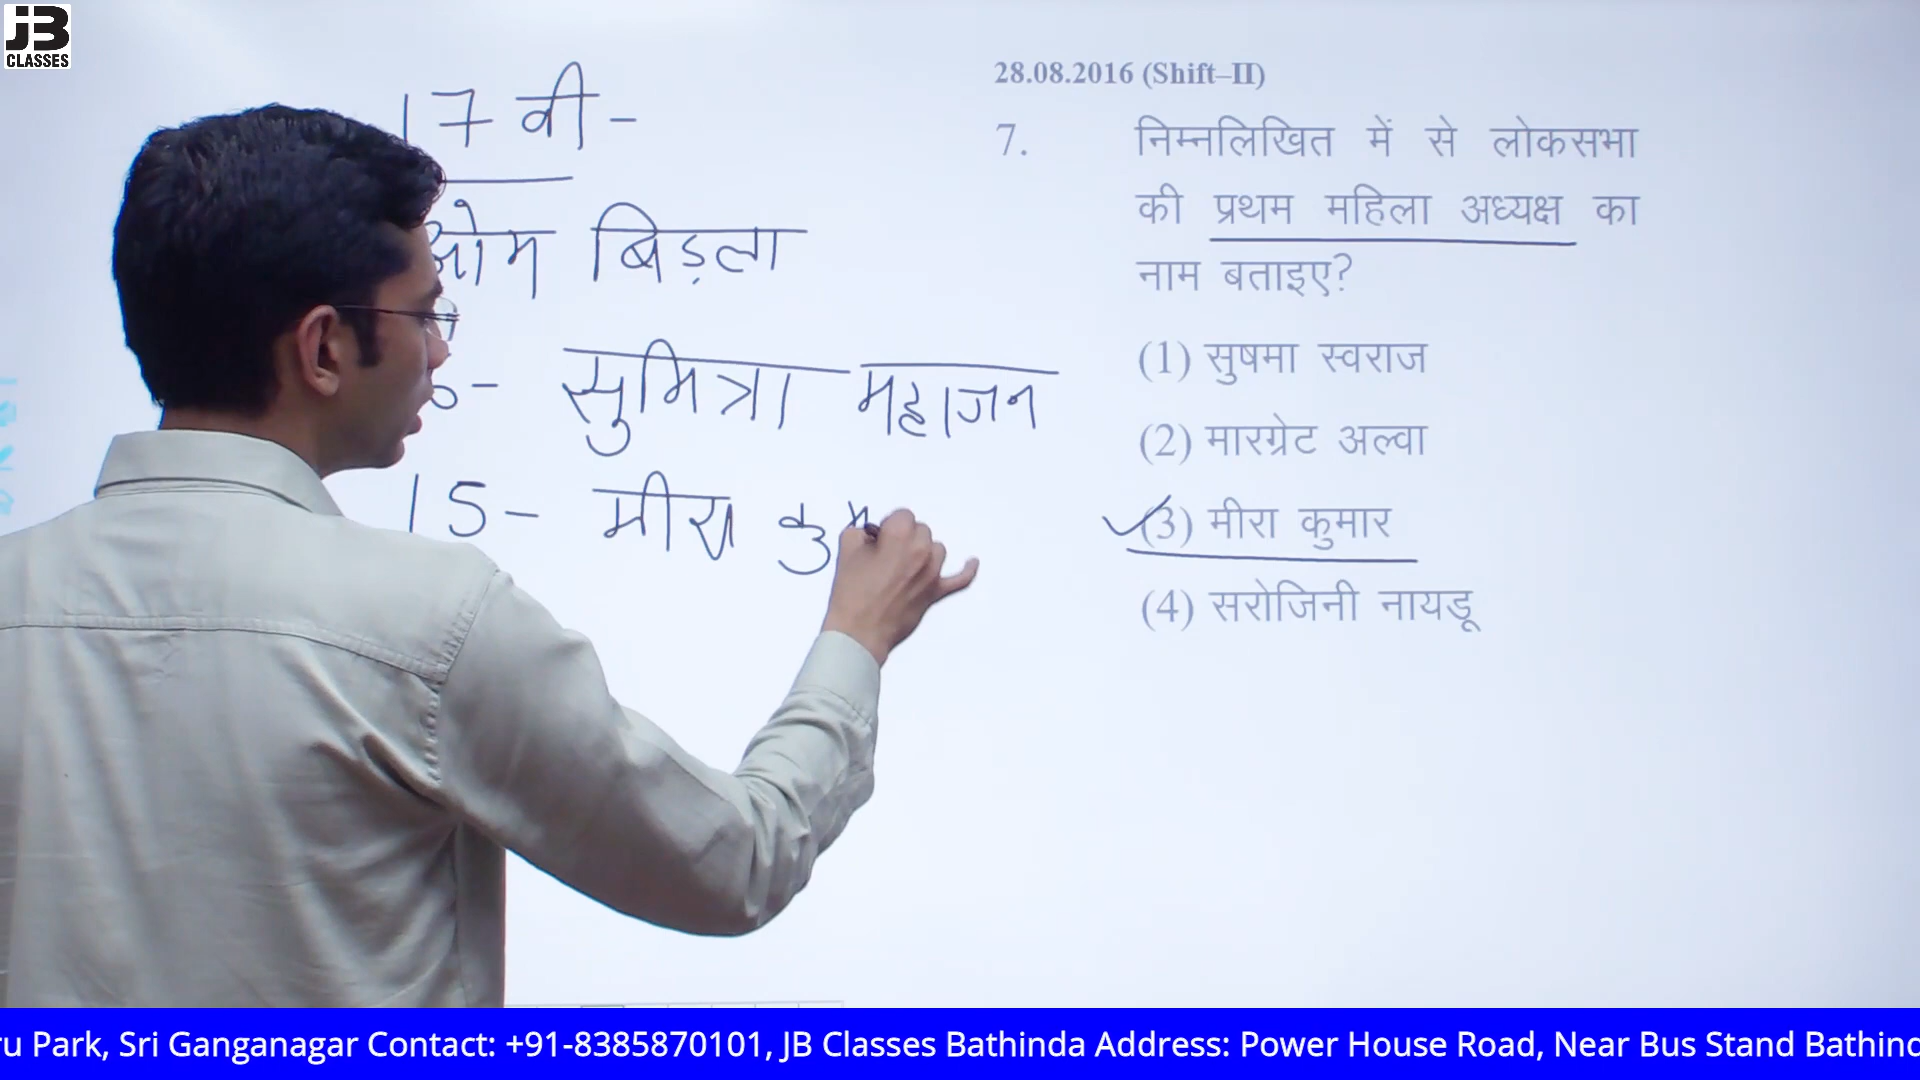 JB
CLASSES
17 वी -
ओम बिड़ला
सुमित्रा महाजन
15 - मीरा
28.08.2016 (Shift–II)
7. निम्नलिखित में से लोकसभा
की प्रथम महिला अध्यक्ष का
नाम बताइए?
(1) सुषमा स्वराज
(2) मारग्रेट अल्वा
(3) मीरा कुमार
(4) सरोजिनी नायडू
Park, Sri Ganganagar Contact: +91-8385870101, JB Classes Bathinda Address: Power House Road, Near Bus Stand